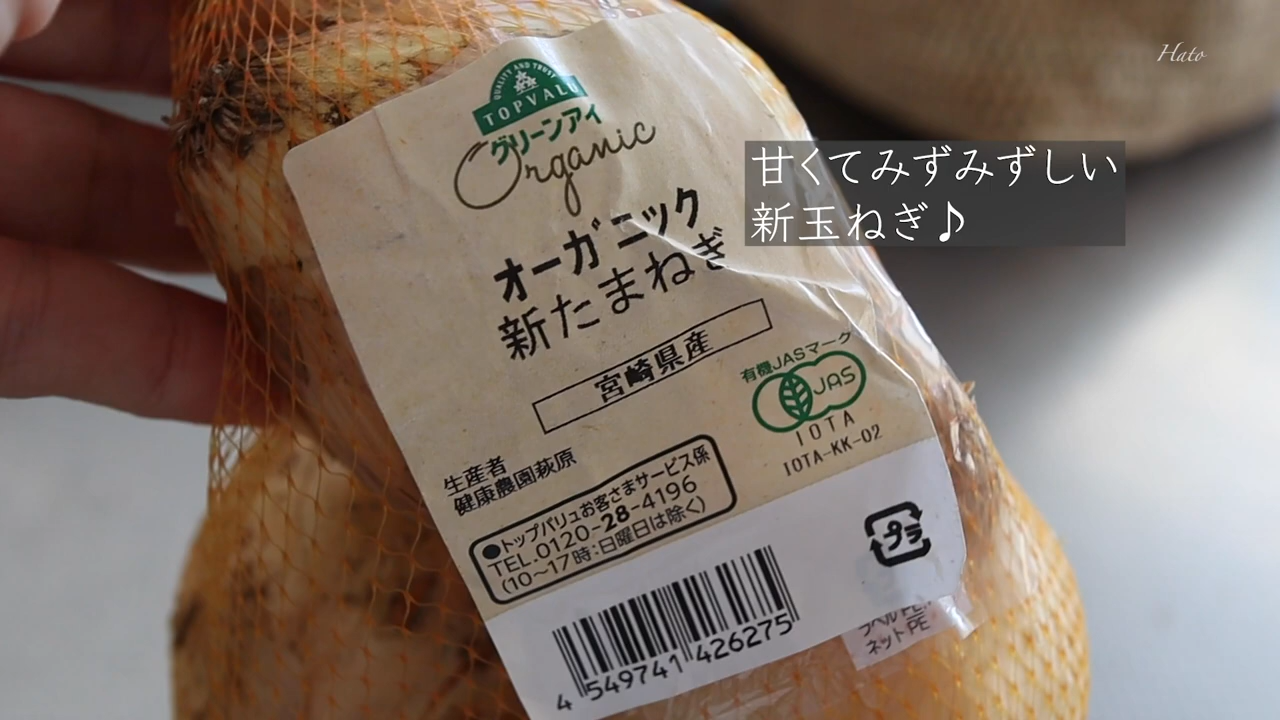 Hato
QUALITY AND TRUST
TOPVALU
グリーンアイ
Organic
オーガニック
新たまねぎ
宮崎県産
有機JASマーク
JAS
IOTA
IOTA-KK-02
生産者
健康農園萩原
●トップバリュお客さまサービス係
TEL.0120-28-4196
(10～17時:日曜日は除く)
プラ
4 549741 426275
ラベルPE.
ネットPE
甘くてみずみずしい
新玉ねぎ♪